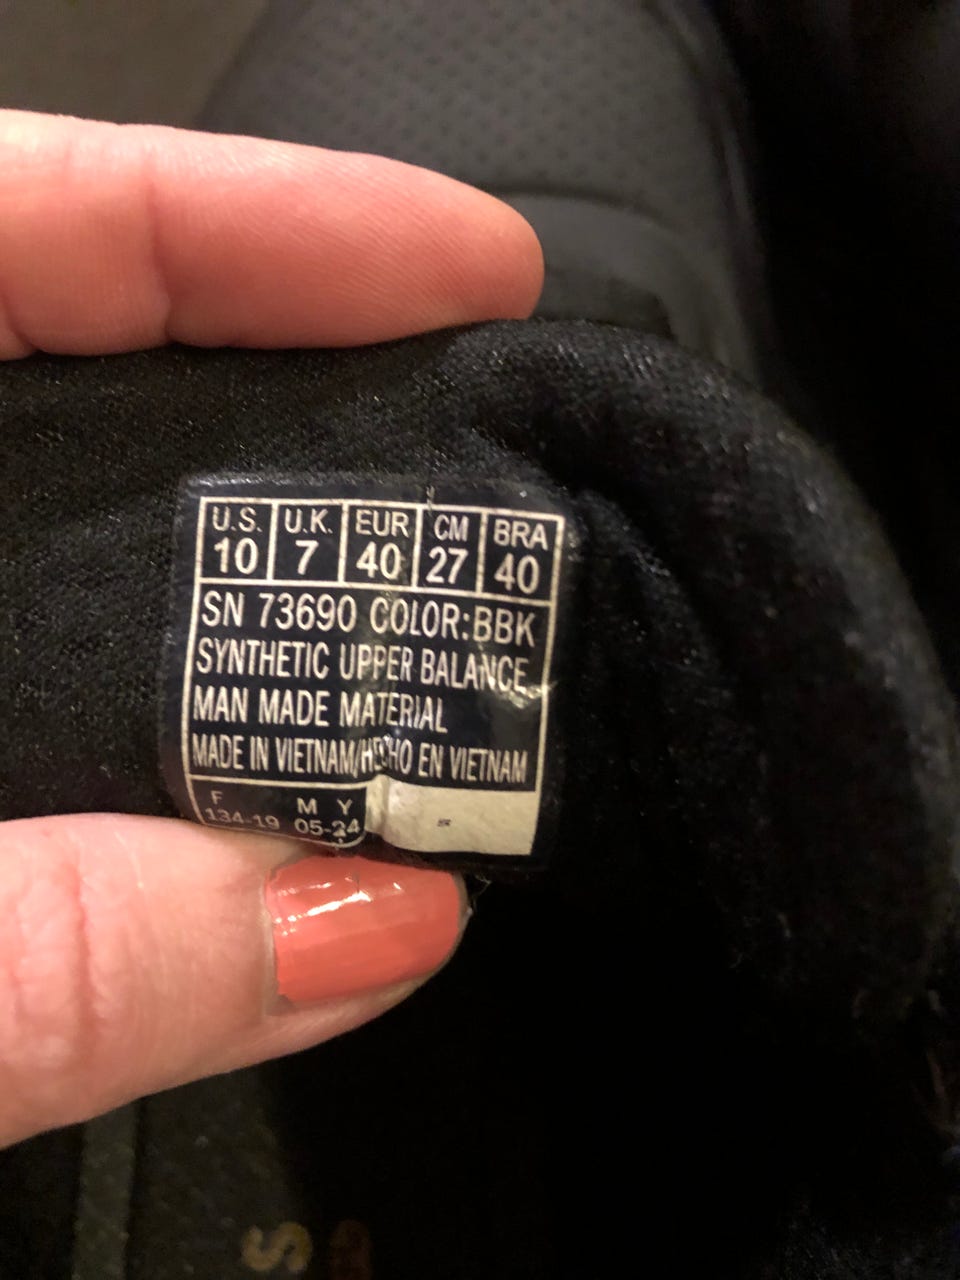 U.S. U.K. EUR CM BRA
10 7 40 27 40
SN 73690 COLOR:BBK
SYNTHETIC UPPER BALANCE
MAN MADE MATERIAL
MADE IN VIETNAM/HECHO EN VIETNAM
F M Y
134-19 05-24
S